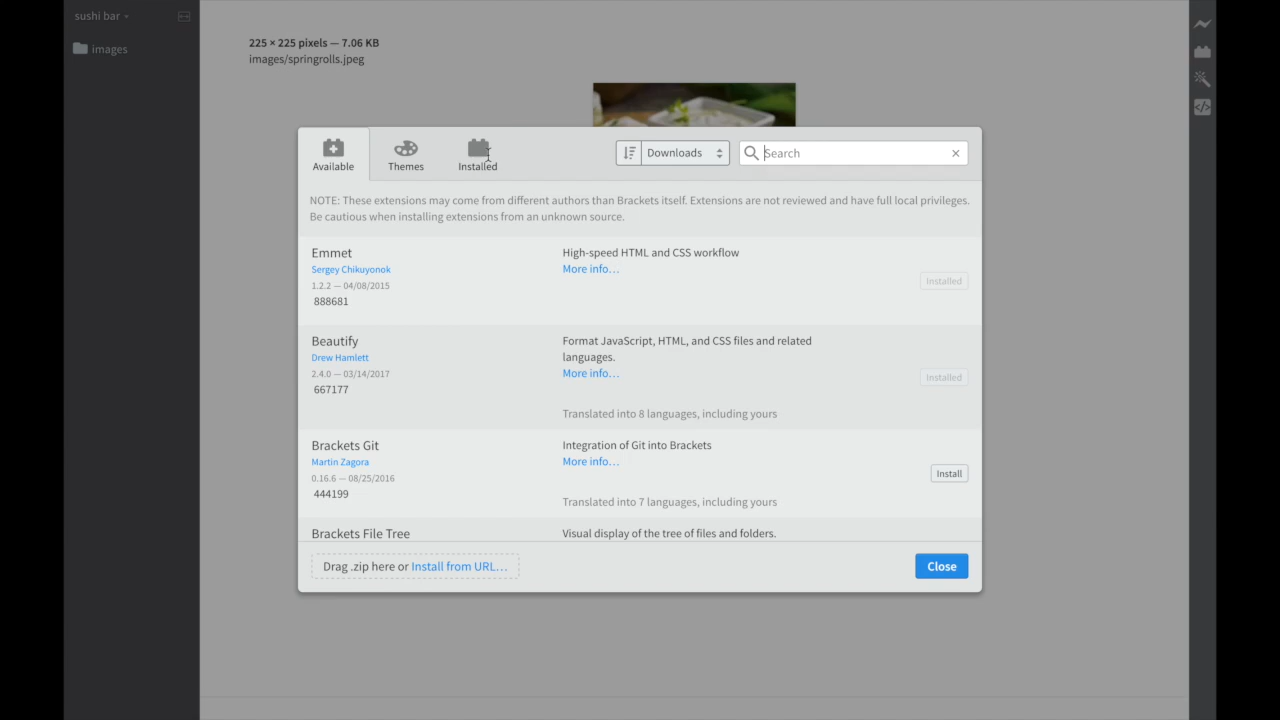 sushi bar
images
225 × 225 pixels — 7.06 KB
images/springrolls.jpeg
Available
Themes
Installed
Downloads
Search
NOTE: These extensions may come from different authors than Brackets itself. Extensions are not reviewed and have full local privileges.
Be cautious when installing extensions from an unknown source.
Emmet
Sergey Chikuyonok
1.2.2 — 04/08/2015
888681
High-speed HTML and CSS workflow
More info…
Installed
Beautify
Drew Hamlett
2.4.0 — 03/14/2017
667177
Format JavaScript, HTML, and CSS files and related
languages.
More info…
Translated into 8 languages, including yours
Installed
Brackets Git
Martin Zagora
0.16.6 — 08/25/2016
444199
Integration of Git into Brackets
More info…
Translated into 7 languages, including yours
Install
Brackets File Tree
Visual display of the tree of files and folders.
Drag .zip here or Install from URL…
Close